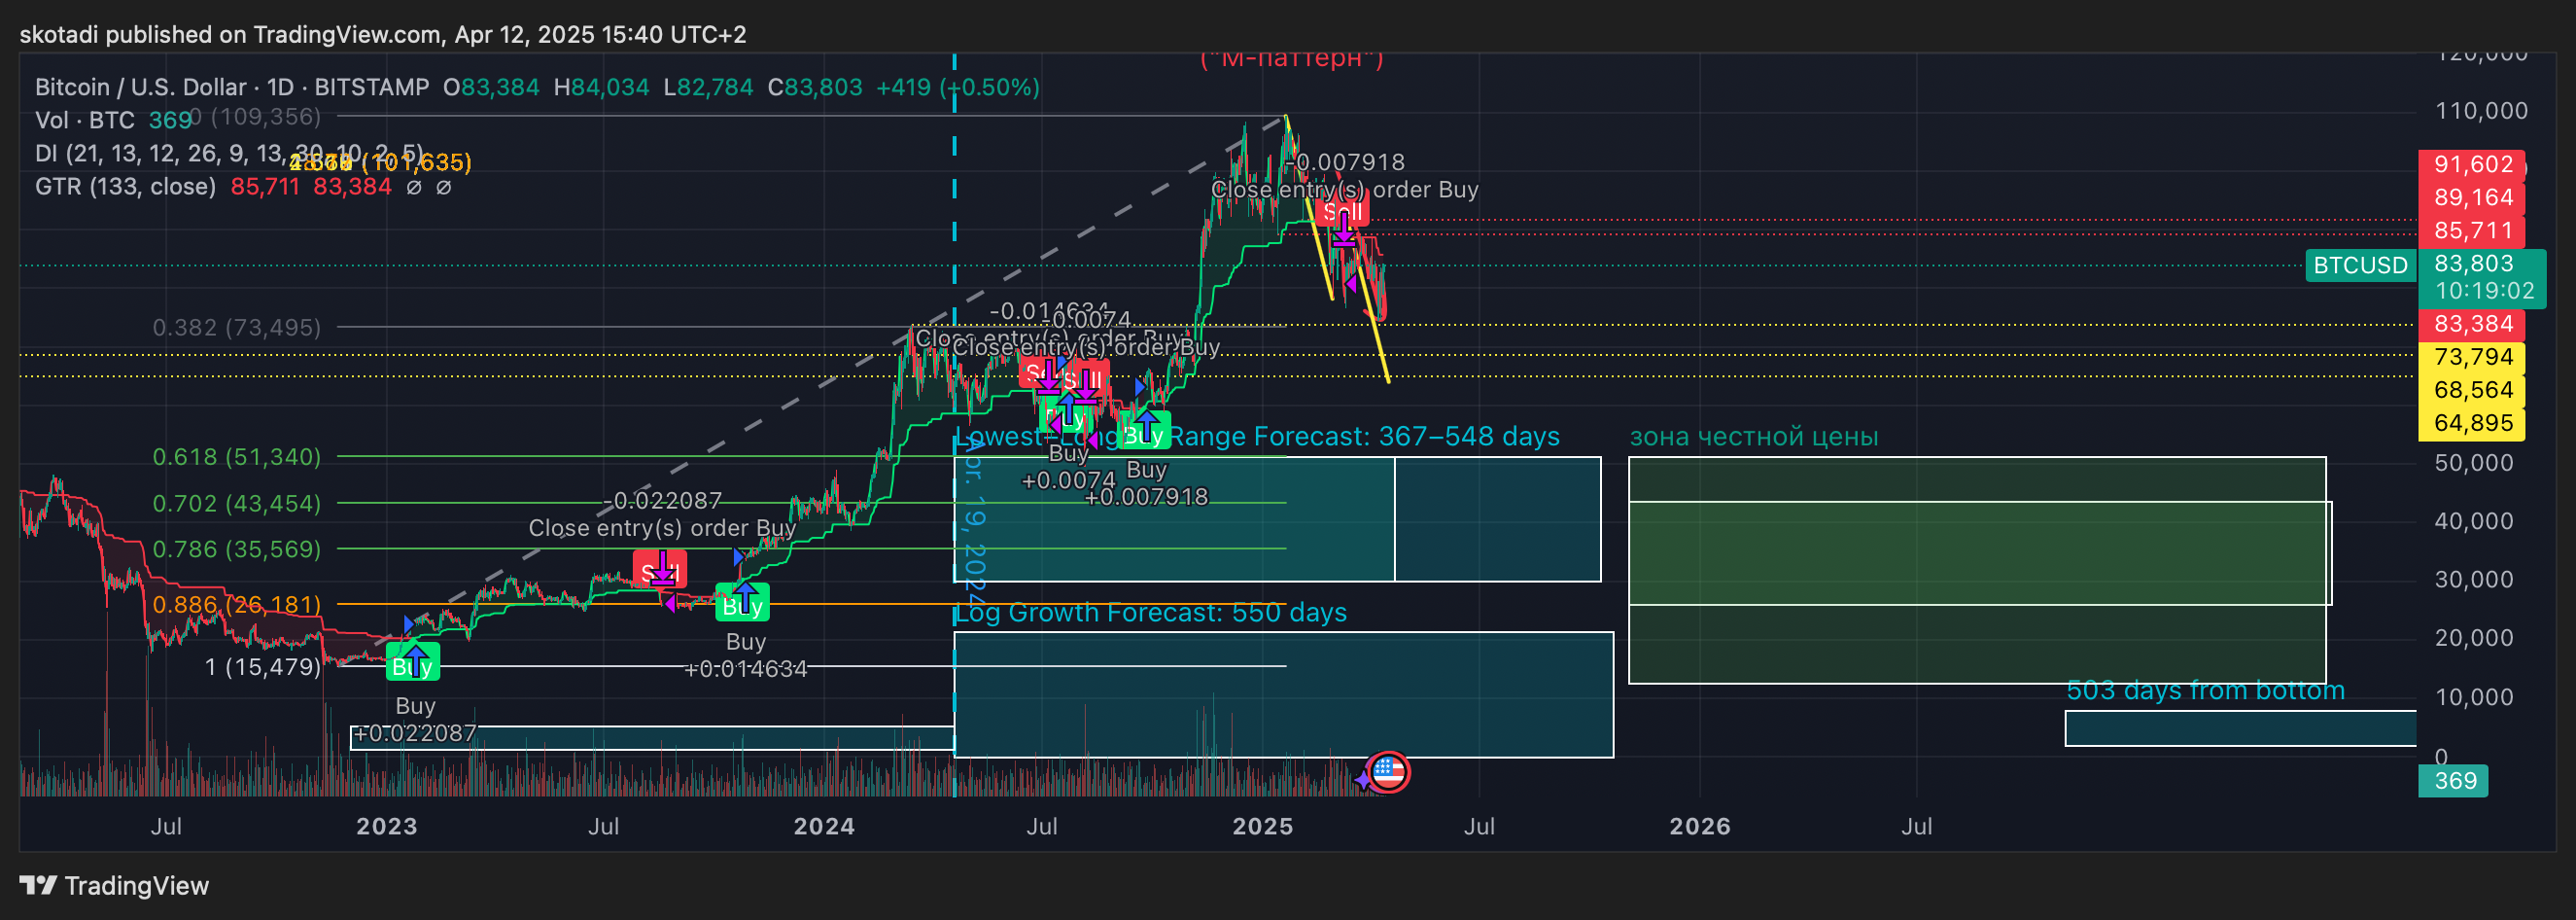 skotadi published on TradingView.com, Apr 12, 2025 15:40 UTC+2
("М-паттерн")
120,000
Bitcoin / U.S. Dollar · 1D · BITSTAMP O83,384 H84,034 L82,784 C83,803 +419 (+0.50%)
110,000
Vol · BTC 369
0 (109,356)
DI (21, 13, 12, 26, 9, 13, 30, 10, 2, 5)
(101,635)
GTR (133, close) 85,711 83,384 ∅ ∅
-0.007918
Close entry(s) order Buy
Sell
91,602
89,164
85,711
BTCUSD
83,803
10:19:02
83,384
73,794
68,564
64,895
0.382 (73,495)
-0.014634
-0.0074
Close entry(s) order Buy
Close entry(s) order Buy
Sell
Sell
Buy
Buy
Lowest-Long Range Forecast: 367–548 days
зона честной цены
0.618 (51,340)
Buy
+0.0074
Buy
+0.007918
50,000
Apr. 19, 2024
0.702 (43,454)
-0.022087
Close entry(s) order Buy
40,000
0.786 (35,569)
Sell
30,000
0.886 (26,181)
Buy
Buy
+0.014634
Log Growth Forecast: 550 days
20,000
1 (15,479)
Buy
Buy
+0.022087
503 days from bottom
10,000
0
369
Jul 2023 Jul 2024 Jul 2025 Jul 2026 Jul
TradingView